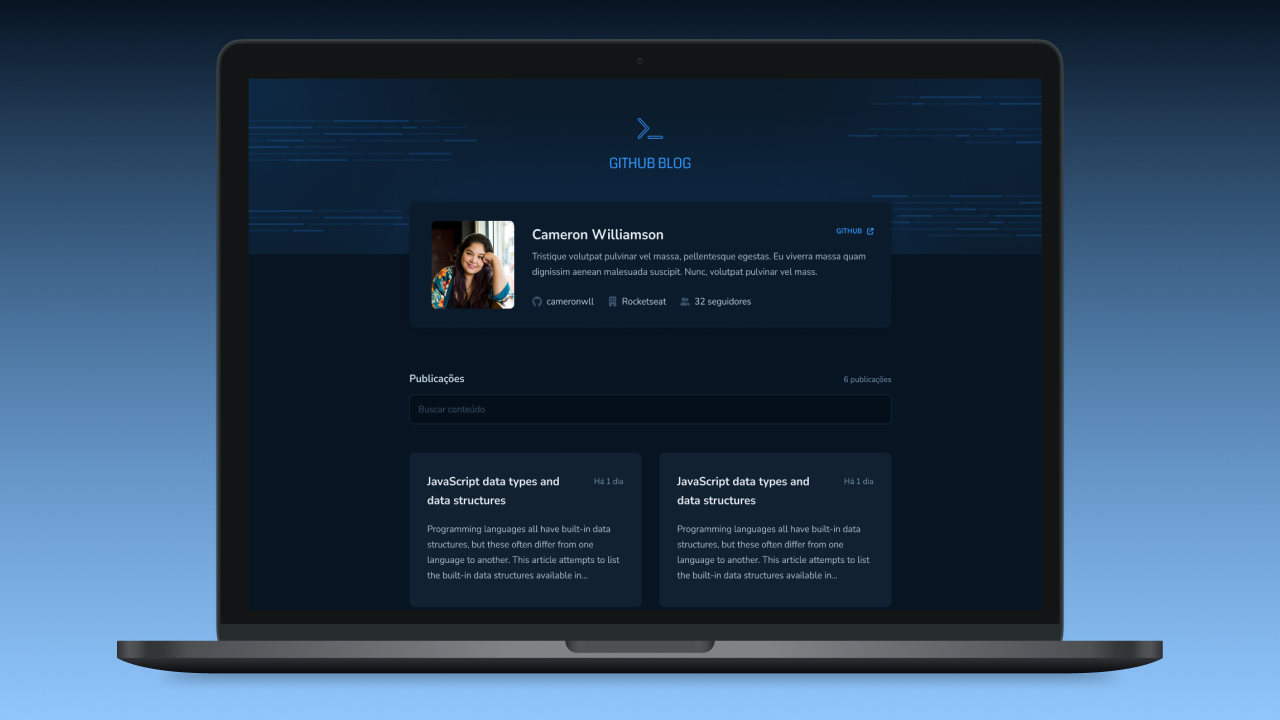 GITHUB BLOG
Cameron Williamson
GITHUB
Tristique volutpat pulvinar vel massa, pellentesque egestas. Eu viverra massa quam
dignissim aenean malesuada suscipit. Nunc, volutpat pulvinar vel mass.
cameronwll
Rocketseat
32 seguidores
Publicações
6 publicações
Buscar conteúdo
JavaScript data types and
data structures
Há 1 dia
Programming languages all have built-in data
structures, but these often differ from one
language to another. This article attempts to list
the built-in data structures available in...
JavaScript data types and
data structures
Há 1 dia
Programming languages all have built-in data
structures, but these often differ from one
language to another. This article attempts to list
the built-in data structures available in...